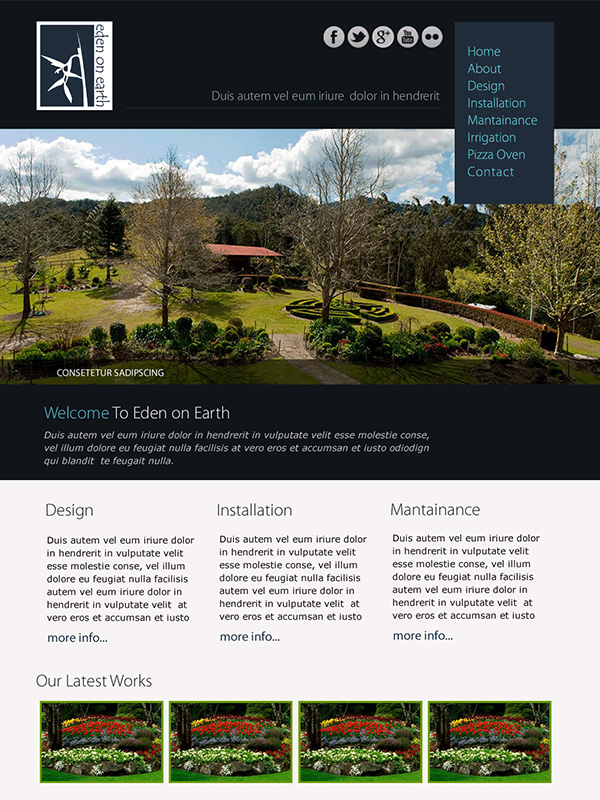 eden on earth
You
Tube
Duis autem vel eum iriure dolor in hendrerit
Home
About
Design
Installation
Mantainance
Irrigation
Pizza Oven
Contact
CONSETETUR SADIPSCING
Welcome To Eden on Earth
Duis autem vel eum iriure dolor in hendrerit in vulputate velit esse molestie conse,
vel illum dolore eu feugiat nulla facilisis at vero eros et accumsan et iusto odiodign
qui blandit te feugait nulla.
Design
Duis autem vel eum iriure dolor
in hendrerit in vulputate velit
esse molestie conse, vel illum
dolore eu feugiat nulla facilisis
autem vel eum iriure dolor in
hendrerit in vulputate velit at
vero eros et accumsan et iusto
more info...
Installation
Duis autem vel eum iriure dolor
in hendrerit in vulputate velit
esse molestie conse, vel illum
dolore eu feugiat nulla facilisis
autem vel eum iriure dolor in
hendrerit in vulputate velit at
vero eros et accumsan et iusto
more info...
Mantainance
Duis autem vel eum iriure dolor
in hendrerit in vulputate velit
esse molestie conse, vel illum
dolore eu feugiat nulla facilisis
autem vel eum iriure dolor in
hendrerit in vulputate velit at
vero eros et accumsan et iusto
more info...
Our Latest Works